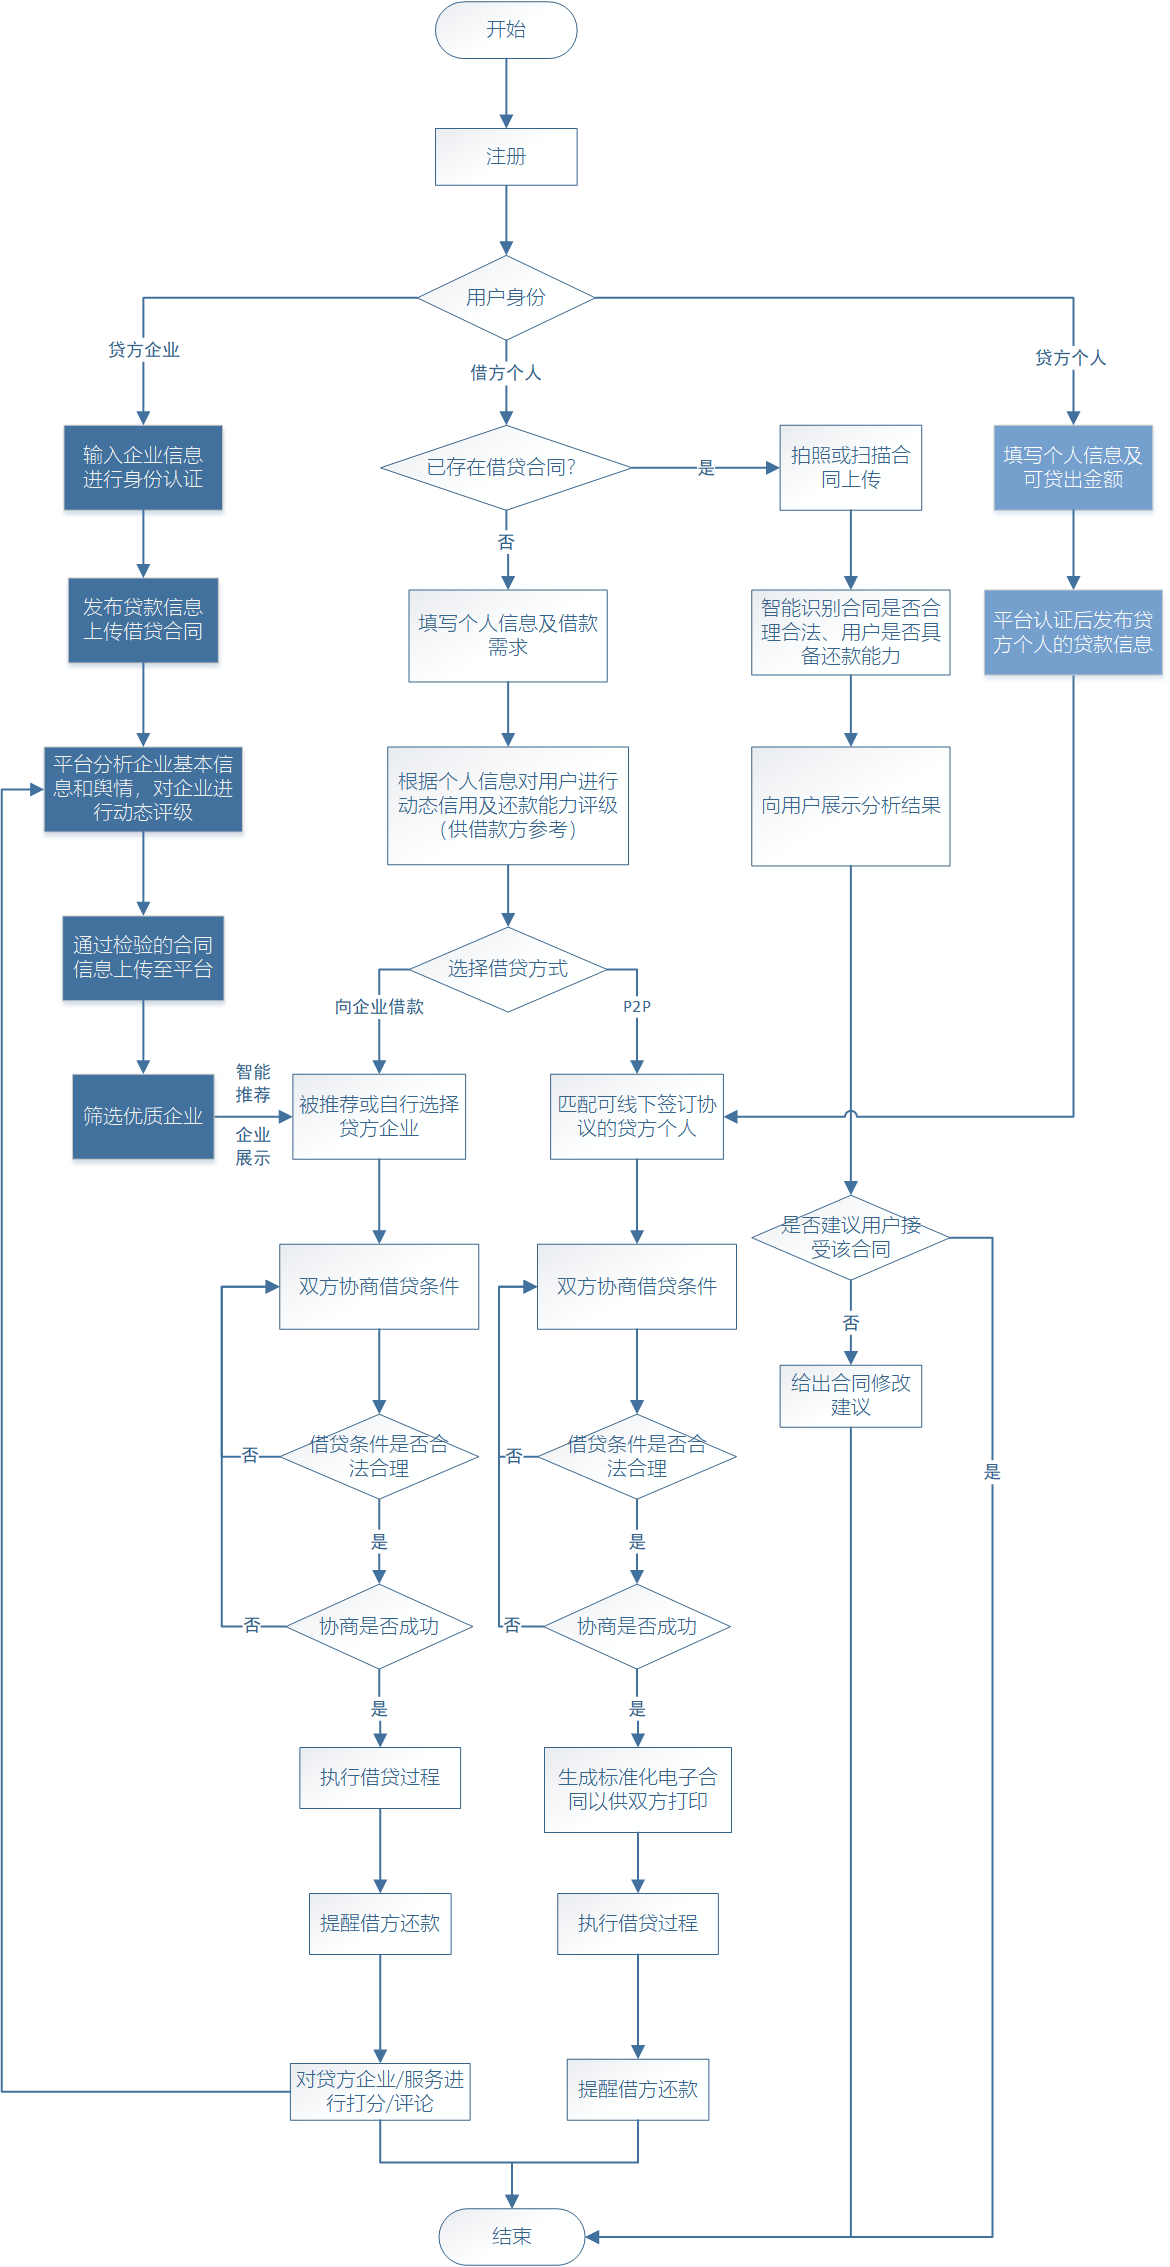 开始
注册
用户身份
贷方企业
借方个人
贷方个人
输入企业信息
进行身份认证
已存在借贷合同?
是
拍照或扫描合
同上传
填写个人信息及
可贷出金额
否
发布贷款信息
上传借贷合同
填写个人信息及借款
需求
智能识别合同是否合
理合法、用户是否具
备还款能力
平台认证后发布贷
方个人的贷款信息
平台分析企业基本信
息和舆情，对企业进
行动态评级
根据个人信息对用户进行
动态信用及还款能力评级
（供借款方参考）
向用户展示分析结果
通过检验的合同
信息上传至平台
选择借贷方式
向企业借款
P2P
筛选优质企业
智能
推荐
企业
展示
被推荐或自行选择
贷方企业
匹配可线下签订协
议的贷方个人
是否建议用户接
受该合同
双方协商借贷条件
双方协商借贷条件
否
给出合同修改
建议
借贷条件是否合
法合理
否
借贷条件是否合
法合理
否
是
是
是
协商是否成功
否
协商是否成功
否
是
是
执行借贷过程
生成标准化电子合
同以供双方打印
提醒借方还款
执行借贷过程
对贷方企业/服务进
行打分/评论
提醒借方还款
结束